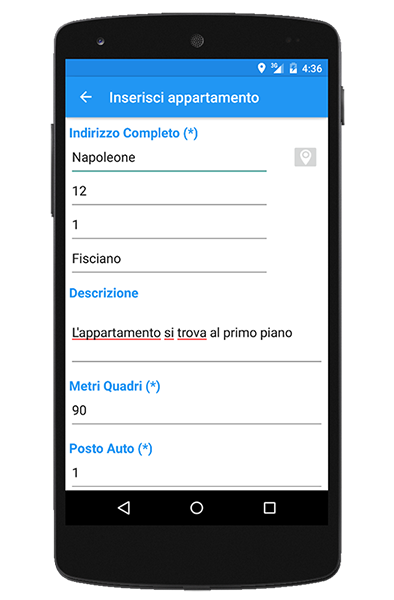 3G 4:36
Inserisci appartamento
Indirizzo Completo (*)
Napoleone
12
1
Fisciano
Descrizione
L'appartamento si trova al primo piano
Metri Quadri (*)
90
Posto Auto (*)
1